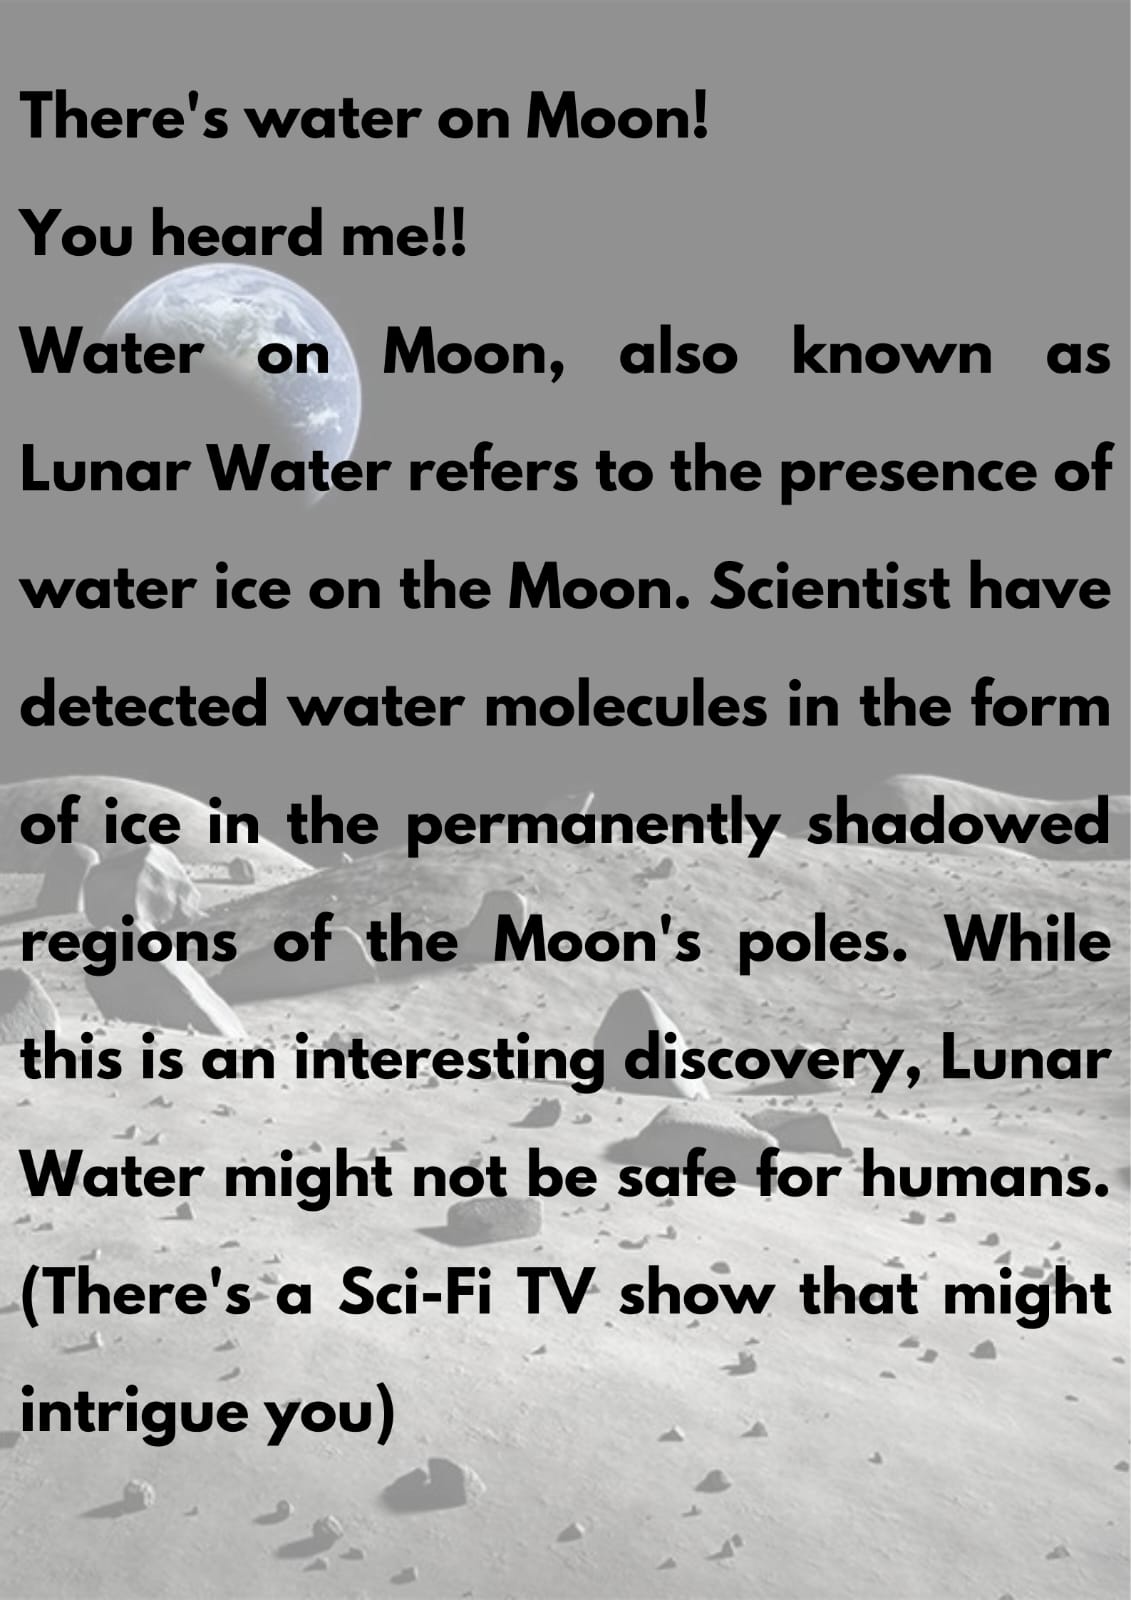 There's water on Moon!
You heard me!!
Water on Moon, also known as
Lunar Water refers to the presence of
water ice on the Moon. Scientist have
detected water molecules in the form
of ice in the permanently shadowed
regions of the Moon's poles. While
this is an interesting discovery, Lunar
Water might not be safe for humans.
(There's a Sci-Fi TV show that might
intrigue you)